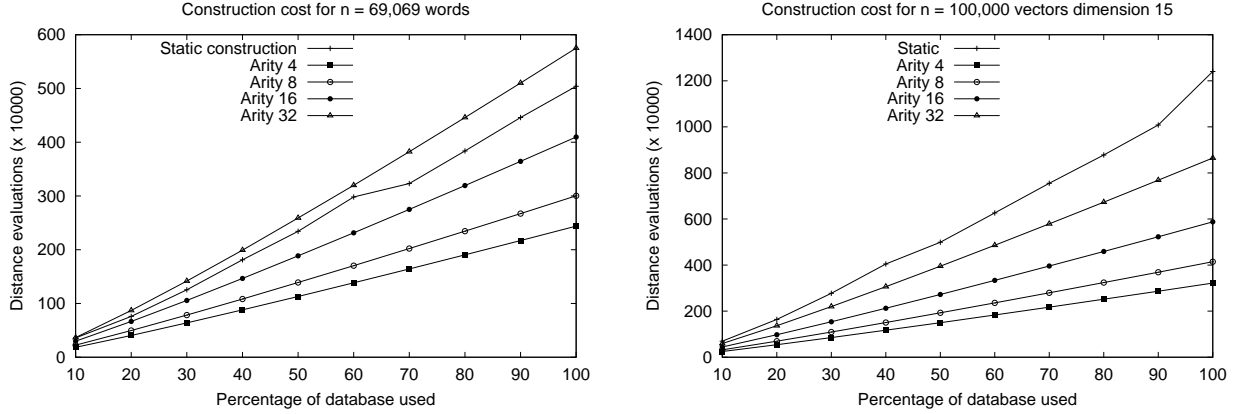 Construction cost for n = 69,069 words
600
500
400
300
200
100
0
Distance evaluations (x 10000)
Static construction
Arity 4
Arity 8
Arity 16
Arity 32
10 20 30 40 50 60 70 80 90 100
Percentage of database used
Construction cost for n = 100,000 vectors dimension 15
1400
1200
1000
800
600
400
200
0
Distance evaluations (x 10000)
Static
Arity 4
Arity 8
Arity 16
Arity 32
10 20 30 40 50 60 70 80 90 100
Percentage of database used